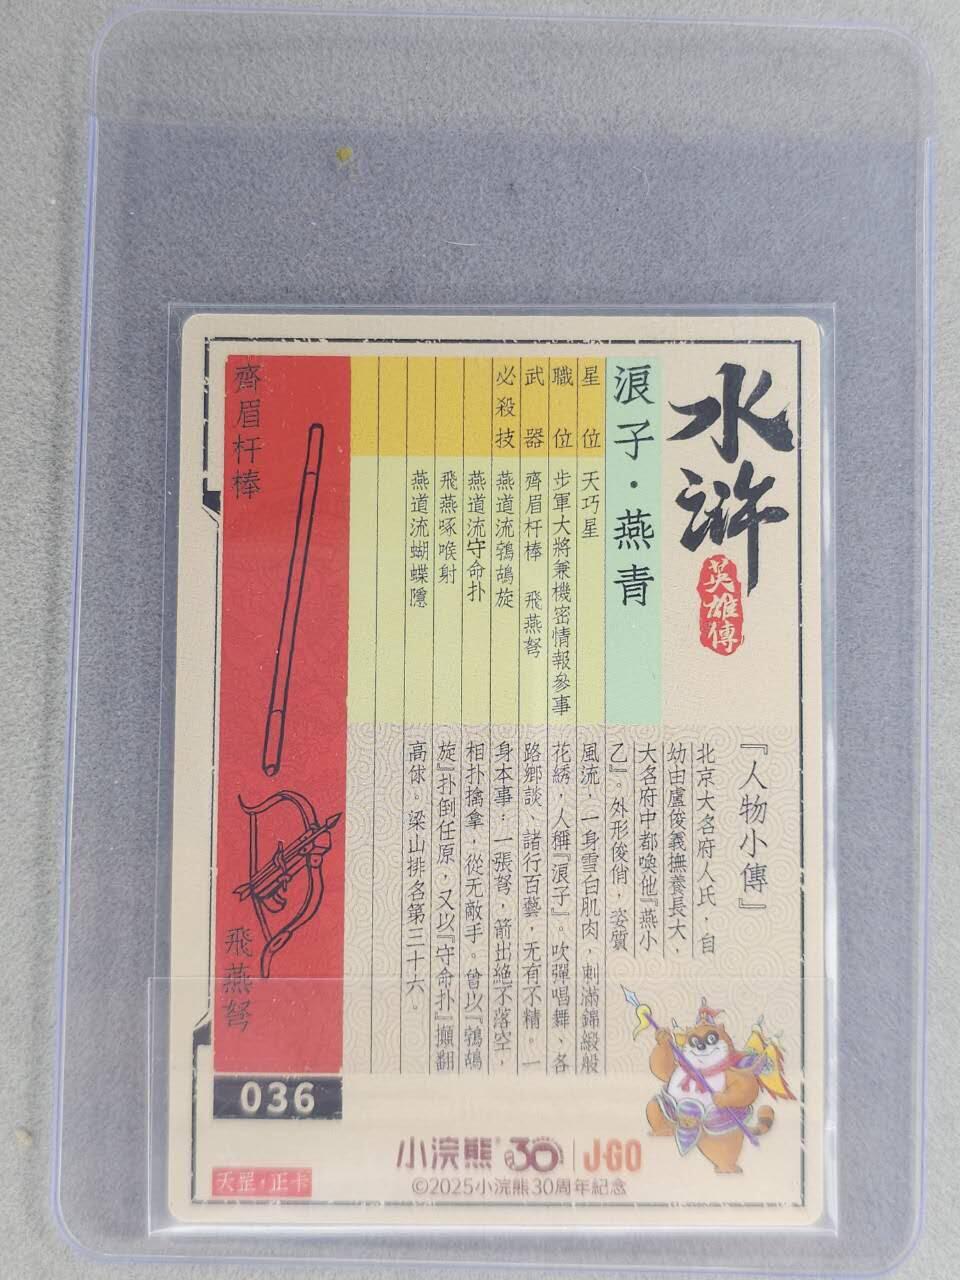 水滸
英雄傳
浪子·燕青
星位 天巧星
職位 步軍大將兼機密情報參事
武器 齊眉杆棒 飛燕弩
必殺技 燕道流鵓鴣旋
燕道流守命扑
飛燕啄喉射
燕道流蝴蝶隱
齊眉杆棒
飛燕弩
『人物小傳』
北京大名府人氏，自
幼由盧俊義撫養長大，
大名府中都喚他『燕小
乙』。外形俊俏，姿質
風流，一身雪白肌肉，刺滿錦緞般
花綉，人稱『浪子』。吹彈唱舞、各
路鄉談、諸行百藝，无有不精。一
身本事：一張弩，箭出絕不落空，
相扑擒拿，從无敵手。曾以『鵓鴣
旋』扑倒任原，又以『守命扑』攧翻
高俅。梁山排名第三十六。
036
天罡·正卡
小浣熊 30 J·GO
©2025小浣熊30周年紀念